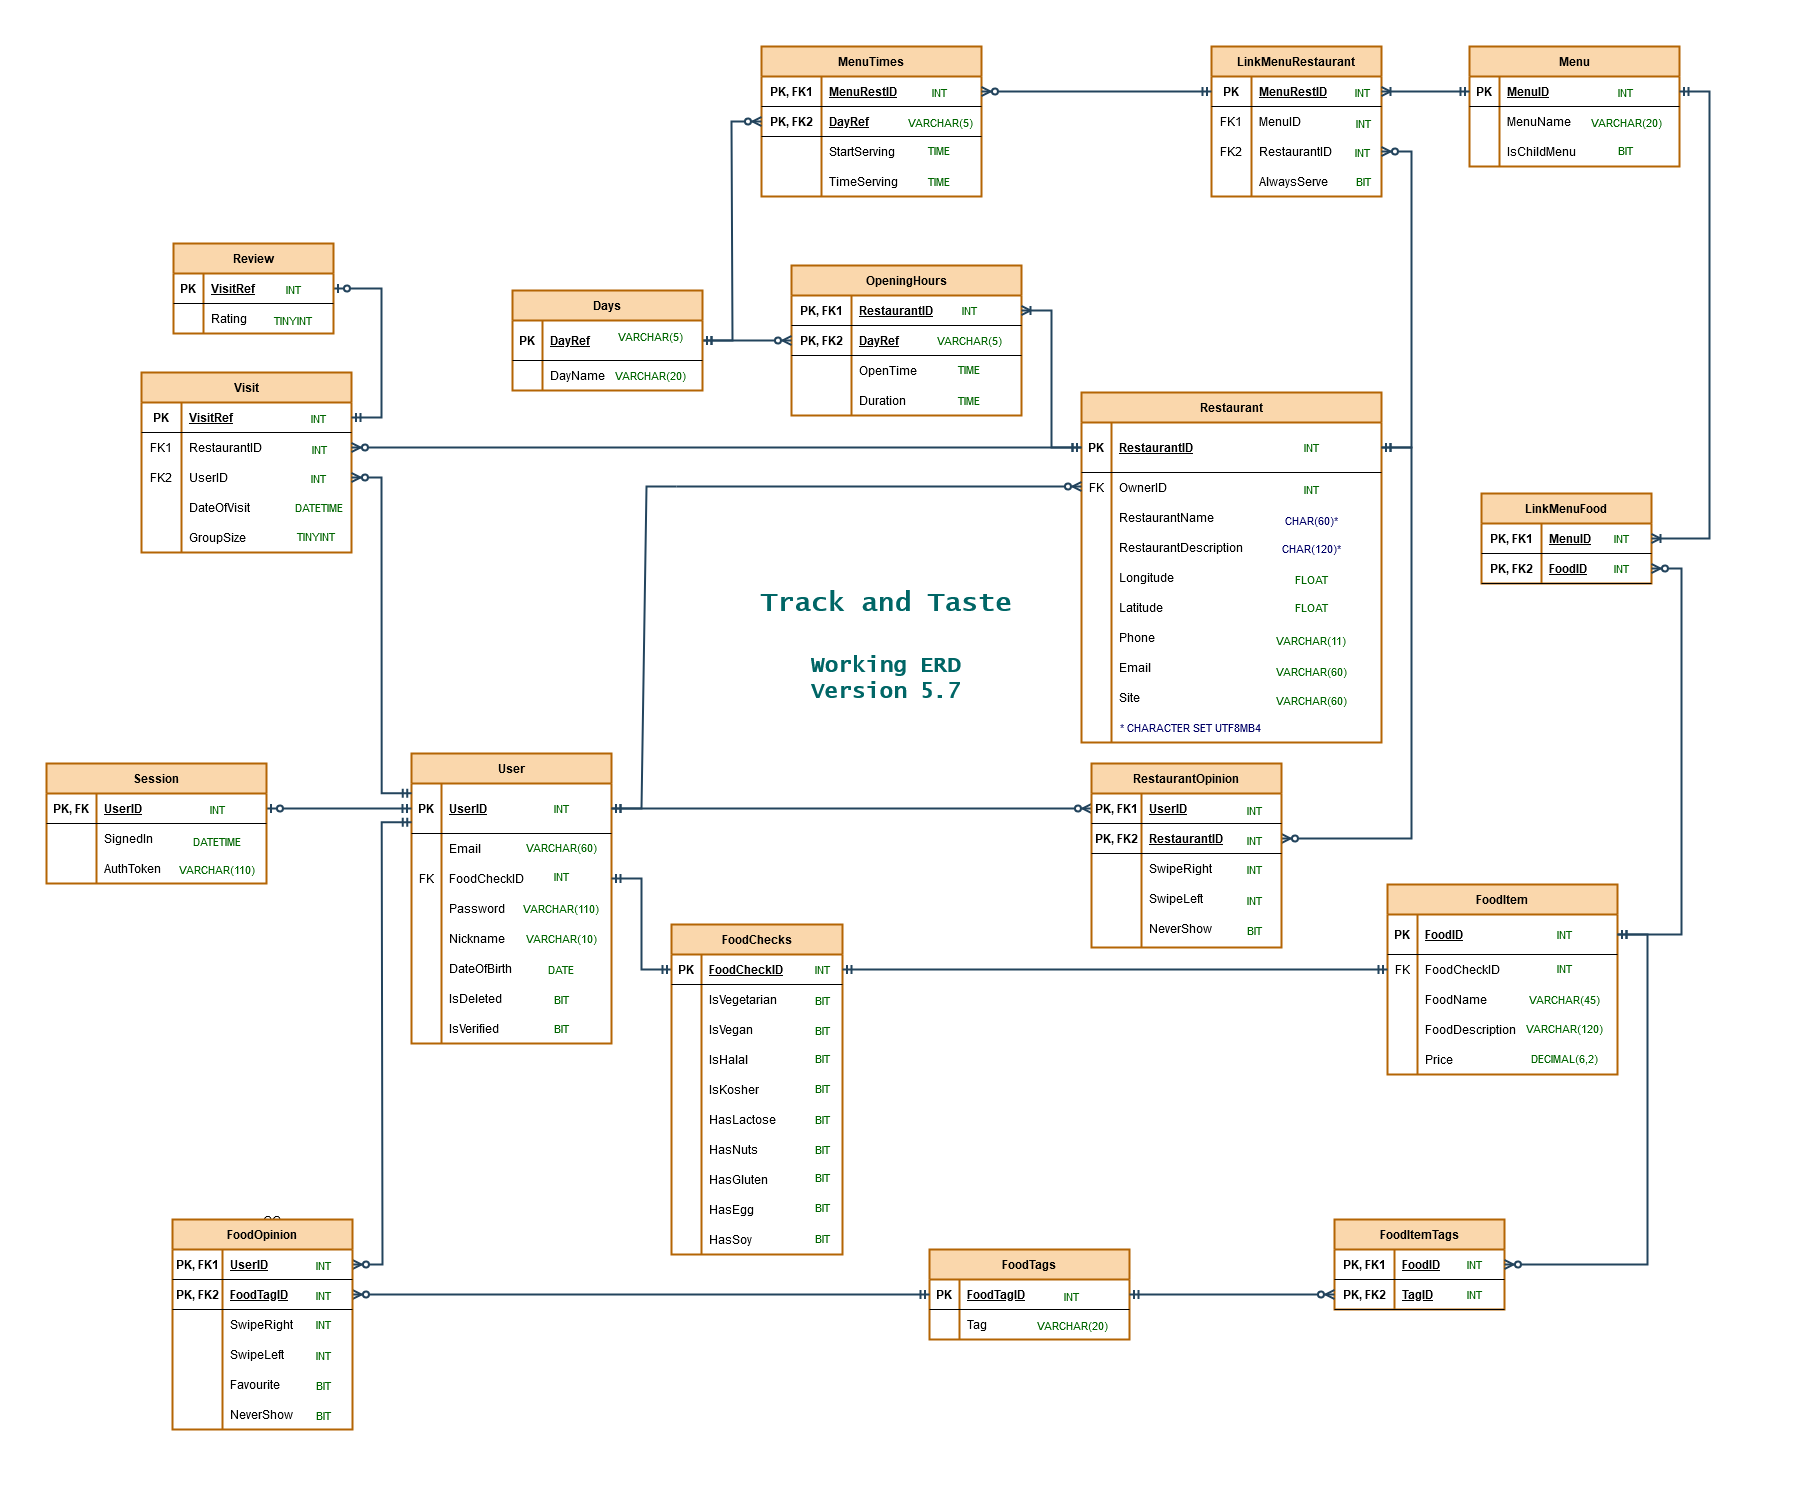 MenuTimes
PK, FK1 MenuRestID INT
PK, FK2 DayRef VARCHAR(5)
StartServing TIME
TimeServing TIME
LinkMenuRestaurant
PK MenuRestID INT
FK1 MenuID INT
FK2 RestaurantID INT
AlwaysServe BIT
Menu
PK MenuID INT
MenuName VARCHAR(20)
IsChildMenu BIT
Review
PK VisitRef INT
Rating TINYINT
Days
PK DayRef VARCHAR(5)
DayName VARCHAR(20)
OpeningHours
PK, FK1 RestaurantID INT
PK, FK2 DayRef VARCHAR(5)
OpenTime TIME
Duration TIME
Visit
PK VisitRef INT
FK1 RestaurantID INT
FK2 UserID INT
DateOfVisit DATETIME
GroupSize TINYINT
Restaurant
PK RestaurantID INT
FK OwnerID INT
RestaurantName CHAR(60)*
RestaurantDescription CHAR(120)*
Longitude FLOAT
Latitude FLOAT
Phone VARCHAR(11)
Email VARCHAR(60)
Site VARCHAR(60)
* CHARACTER SET UTF8MB4
LinkMenuFood
PK, FK1 MenuID INT
PK, FK2 FoodID INT
Track and Taste
Working ERD
Version 5.7
Session
PK, FK UserID INT
SignedIn DATETIME
AuthToken VARCHAR(110)
User
PK UserID INT
Email VARCHAR(60)
FK FoodCheckID INT
Password VARCHAR(110)
Nickname VARCHAR(10)
DateOfBirth DATE
IsDeleted BIT
IsVerified BIT
RestaurantOpinion
PK, FK1 UserID INT
PK, FK2 RestaurantID INT
SwipeRight INT
SwipeLeft INT
NeverShow BIT
FoodItem
PK FoodID INT
FK FoodCheckID INT
FoodName VARCHAR(45)
FoodDescription VARCHAR(120)
Price DECIMAL(6,2)
FoodChecks
PK FoodCheckID INT
IsVegetarian BIT
IsVegan BIT
IsHalal BIT
IsKosher BIT
HasLactose BIT
HasNuts BIT
HasGluten BIT
HasEgg BIT
HasSoy BIT
FoodOpinion
PK, FK1 UserID INT
PK, FK2 FoodTagID INT
SwipeRight INT
SwipeLeft INT
Favourite BIT
NeverShow BIT
FoodTags
PK FoodTagID INT
Tag VARCHAR(20)
FoodItemTags
PK, FK1 FoodID INT
PK, FK2 TagID INT